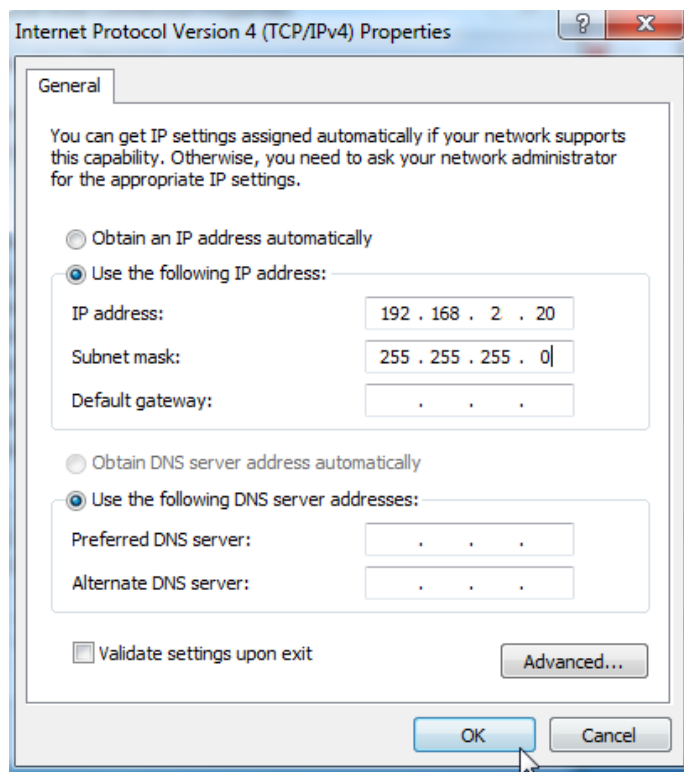 Internet Protocol Version 4 (TCP/IPv4) Properties
?
X
General
You can get IP settings assigned automatically if your network supports
this capability. Otherwise, you need to ask your network administrator
for the appropriate IP settings.
Obtain an IP address automatically
Use the following IP address:
IP address: 192 . 168 . 2 . 20
Subnet mask: 255 . 255 . 255 . 0
Default gateway: . . .
Obtain DNS server address automatically
Use the following DNS server addresses:
Preferred DNS server: . . .
Alternate DNS server: . . .
Validate settings upon exit
Advanced...
OK Cancel